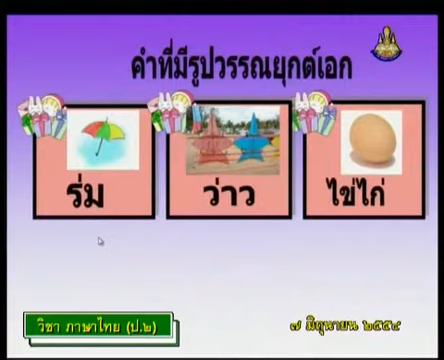 คำที่มีรูปวรรณยุกต์เอก
ร่ม
ว่าว
ไข่ไก่
วิชา ภาษาไทย (ป.๒)
๗ มิถุนายน ๒๕๕๔